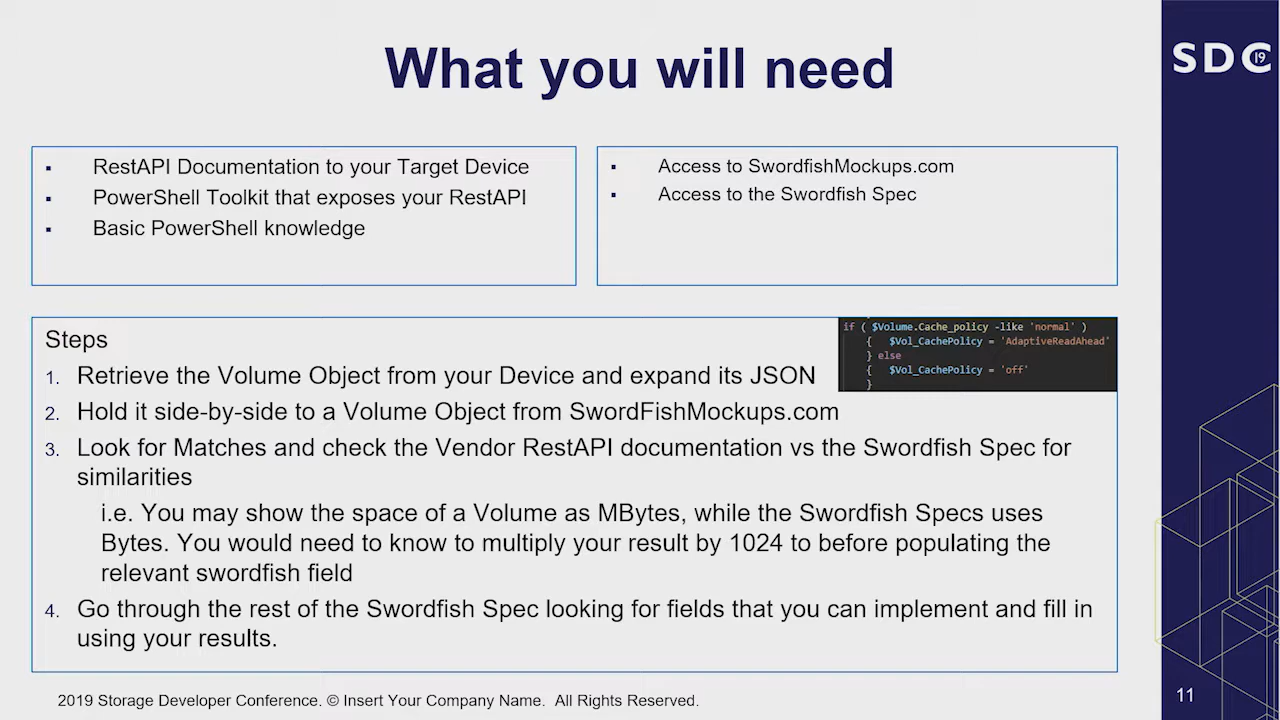 What you will need
SDC 19
▪ RestAPI Documentation to your Target Device
▪ PowerShell Toolkit that exposes your RestAPI
▪ Basic PowerShell knowledge
▪ Access to SwordfishMockups.com
▪ Access to the Swordfish Spec
Steps
1. Retrieve the Volume Object from your Device and expand its JSON
2. Hold it side-by-side to a Volume Object from SwordFishMockups.com
3. Look for Matches and check the Vendor RestAPI documentation vs the Swordfish Spec for
similarities
i.e. You may show the space of a Volume as MBytes, while the Swordfish Specs uses
Bytes. You would need to know to multiply your result by 1024 to before populating the
relevant swordfish field
4. Go through the rest of the Swordfish Spec looking for fields that you can implement and fill in
using your results.
if ( $Volume.Cache_policy -like 'normal' )
{ $Vol_CachePolicy = 'AdaptiveReadAhead'
} else
{ $Vol_CachePolicy = 'off'
}
2019 Storage Developer Conference. © Insert Your Company Name. All Rights Reserved.
11